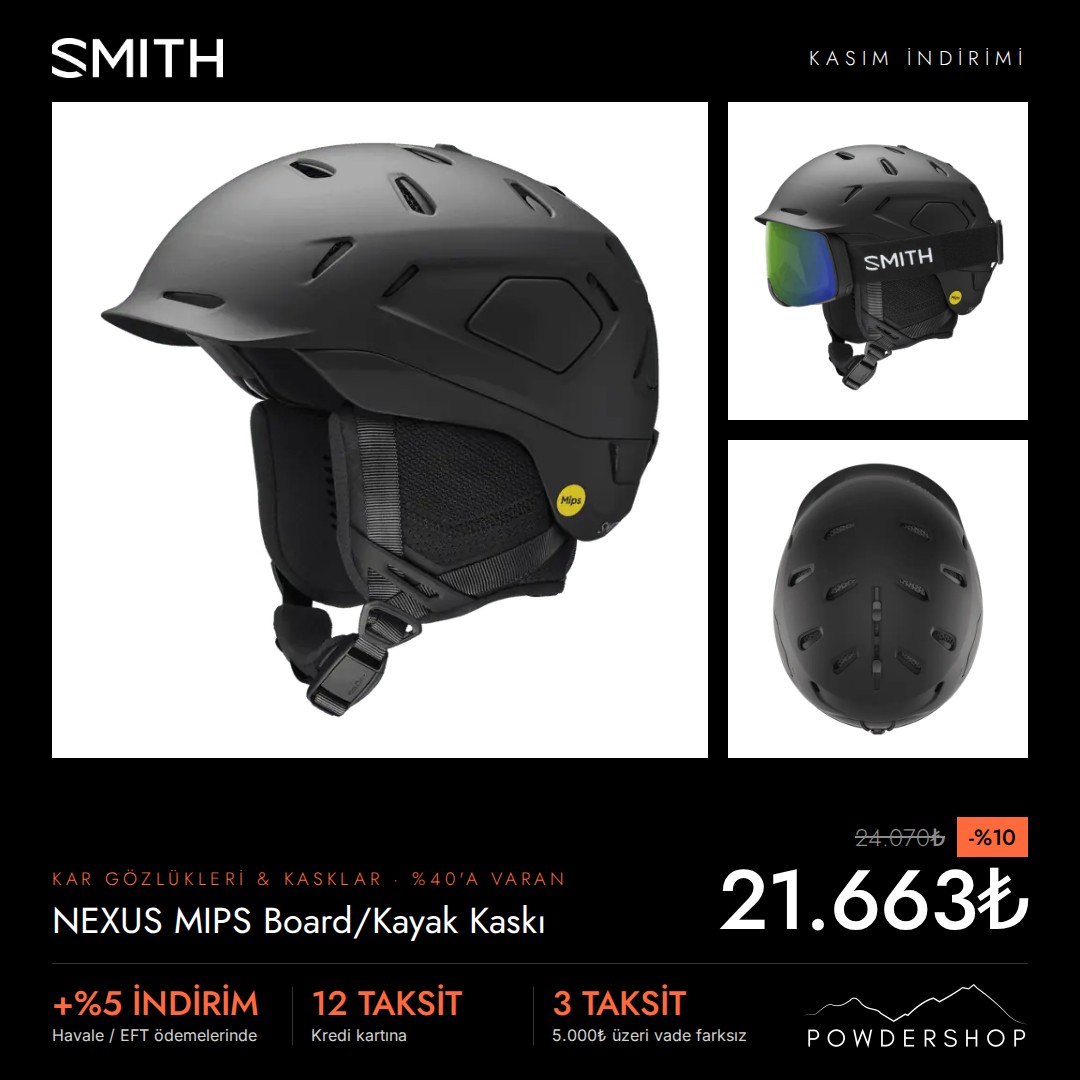 SMITH
KASIM İNDİRİMİ
Mips
SMITH
Mips
24.070₺ -%10
KAR GÖZLÜKLERİ & KASKLAR · %40'A VARAN
21.663₺
NEXUS MIPS Board/Kayak Kaskı
+%5 İNDİRİM
Havale / EFT ödemelerinde
12 TAKSİT
Kredi kartına
3 TAKSİT
5.000₺ üzeri vade farksız
POWDERSHOP